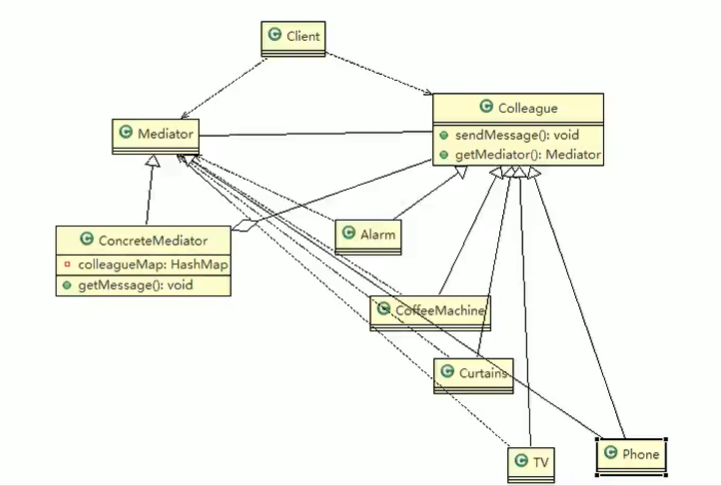 Client
Colleague
sendMessage(): void
getMediator(): Mediator
Mediator
ConcreteMediator
colleagueMap: HashMap
getMessage(): void
Alarm
CoffeeMachine
Curtains
TV
Phone